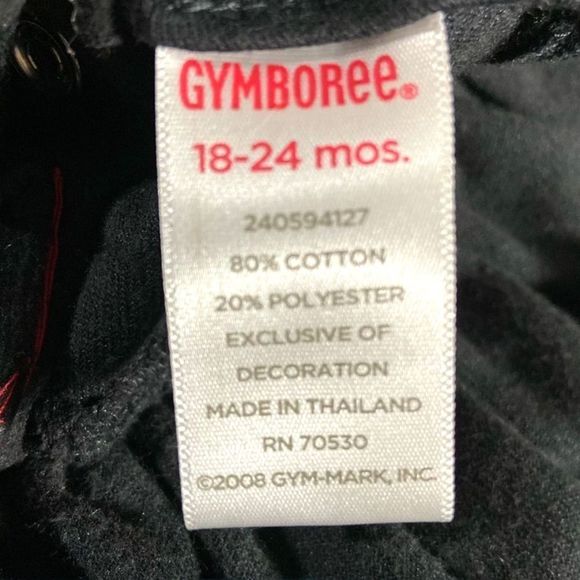 GYMBORee®
18-24 mos.
240594127
80% COTTON
20% POLYESTER
EXCLUSIVE OF
DECORATION
MADE IN THAILAND
RN 70530
©2008 GYM-MARK, INC.